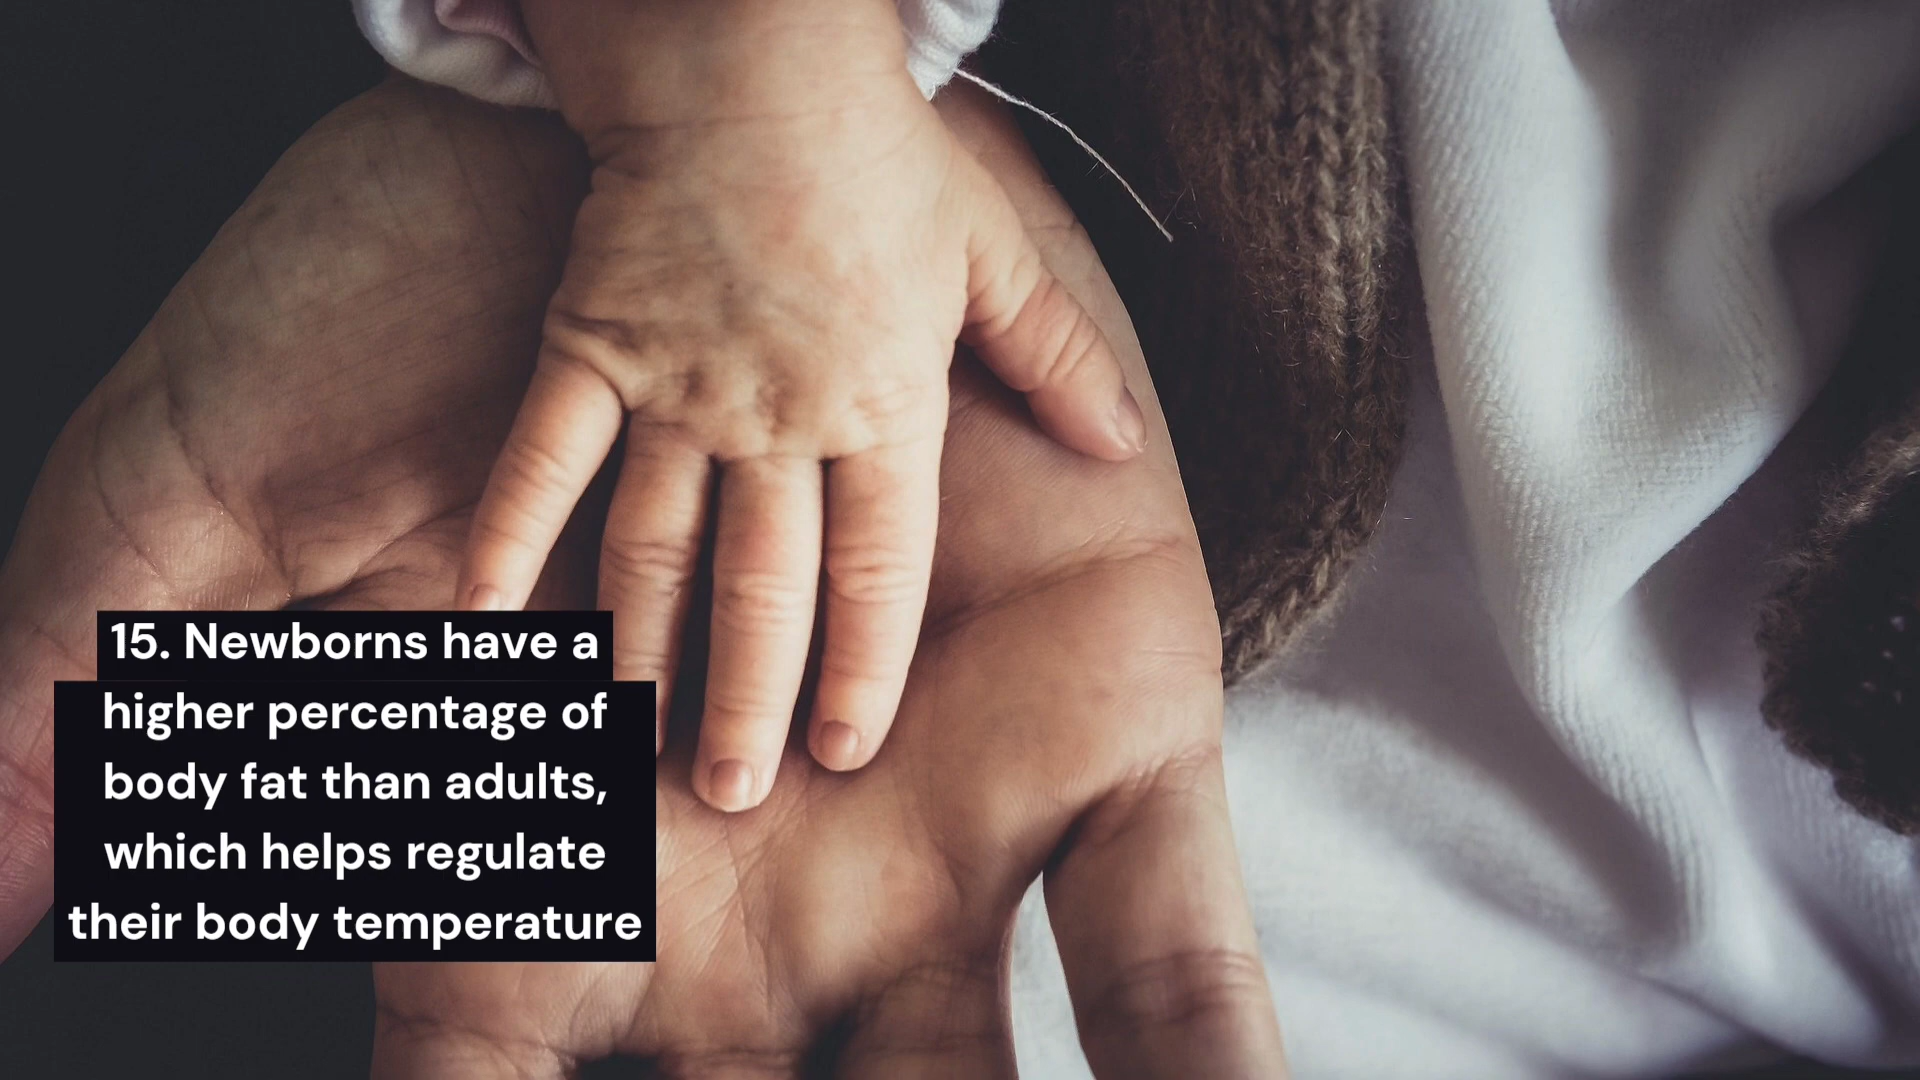 15. Newborns have a
higher percentage of
body fat than adults,
which helps regulate
their body temperature